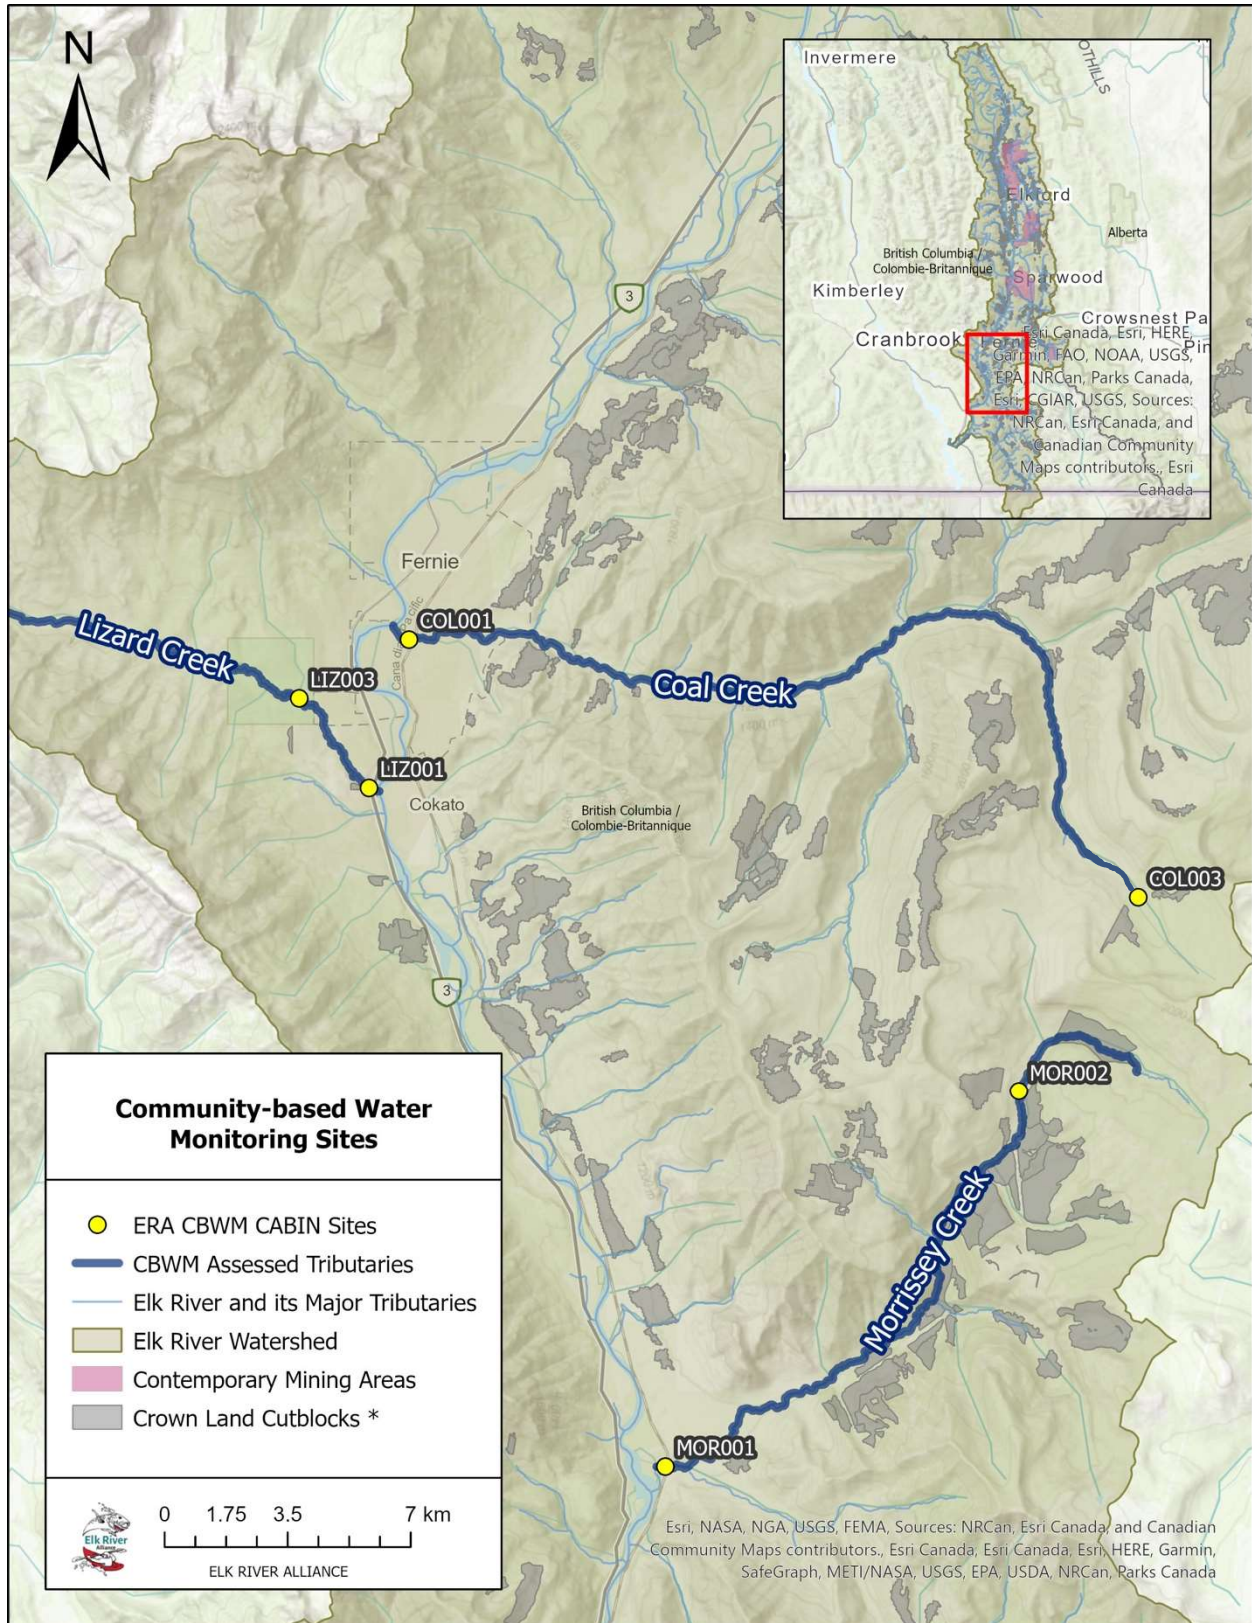 N
Invermere
OTHILLS
Elkford
Alberta
British Columbia /
Colombie-Britannique
Sparwood
Kimberley
Crowsnest Pa
Cranbrook
Esri Canada, Esri, HERE,
Garmin, FAO, NOAA, USGS,
EPA, NRCan, Parks Canada,
Esri, CGIAR, USGS, Sources:
NRCan, Esri Canada, and
Canadian Community
Maps contributors., Esri
Canada
3
Fernie
Canadian Pacific
COL001
Lizard Creek
LIZ003
Coal Creek
LIZ001
Cokato
British Columbia /
Colombie-Britannique
COL003
3
MOR002
Morrissey Creek
MOR001
Community-based Water
Monitoring Sites
ERA CBWM CABIN Sites
CBWM Assessed Tributaries
Elk River and its Major Tributaries
Elk River Watershed
Contemporary Mining Areas
Crown Land Cutblocks *
Elk River
Alliance
0 1.75 3.5 7 km
ELK RIVER ALLIANCE
Esri, NASA, NGA, USGS, FEMA, Sources: NRCan, Esri Canada, and Canadian
Community Maps contributors., Esri Canada, Esri Canada, Esri, HERE, Garmin,
SafeGraph, METI/NASA, USGS, EPA, USDA, NRCan, Parks Canada